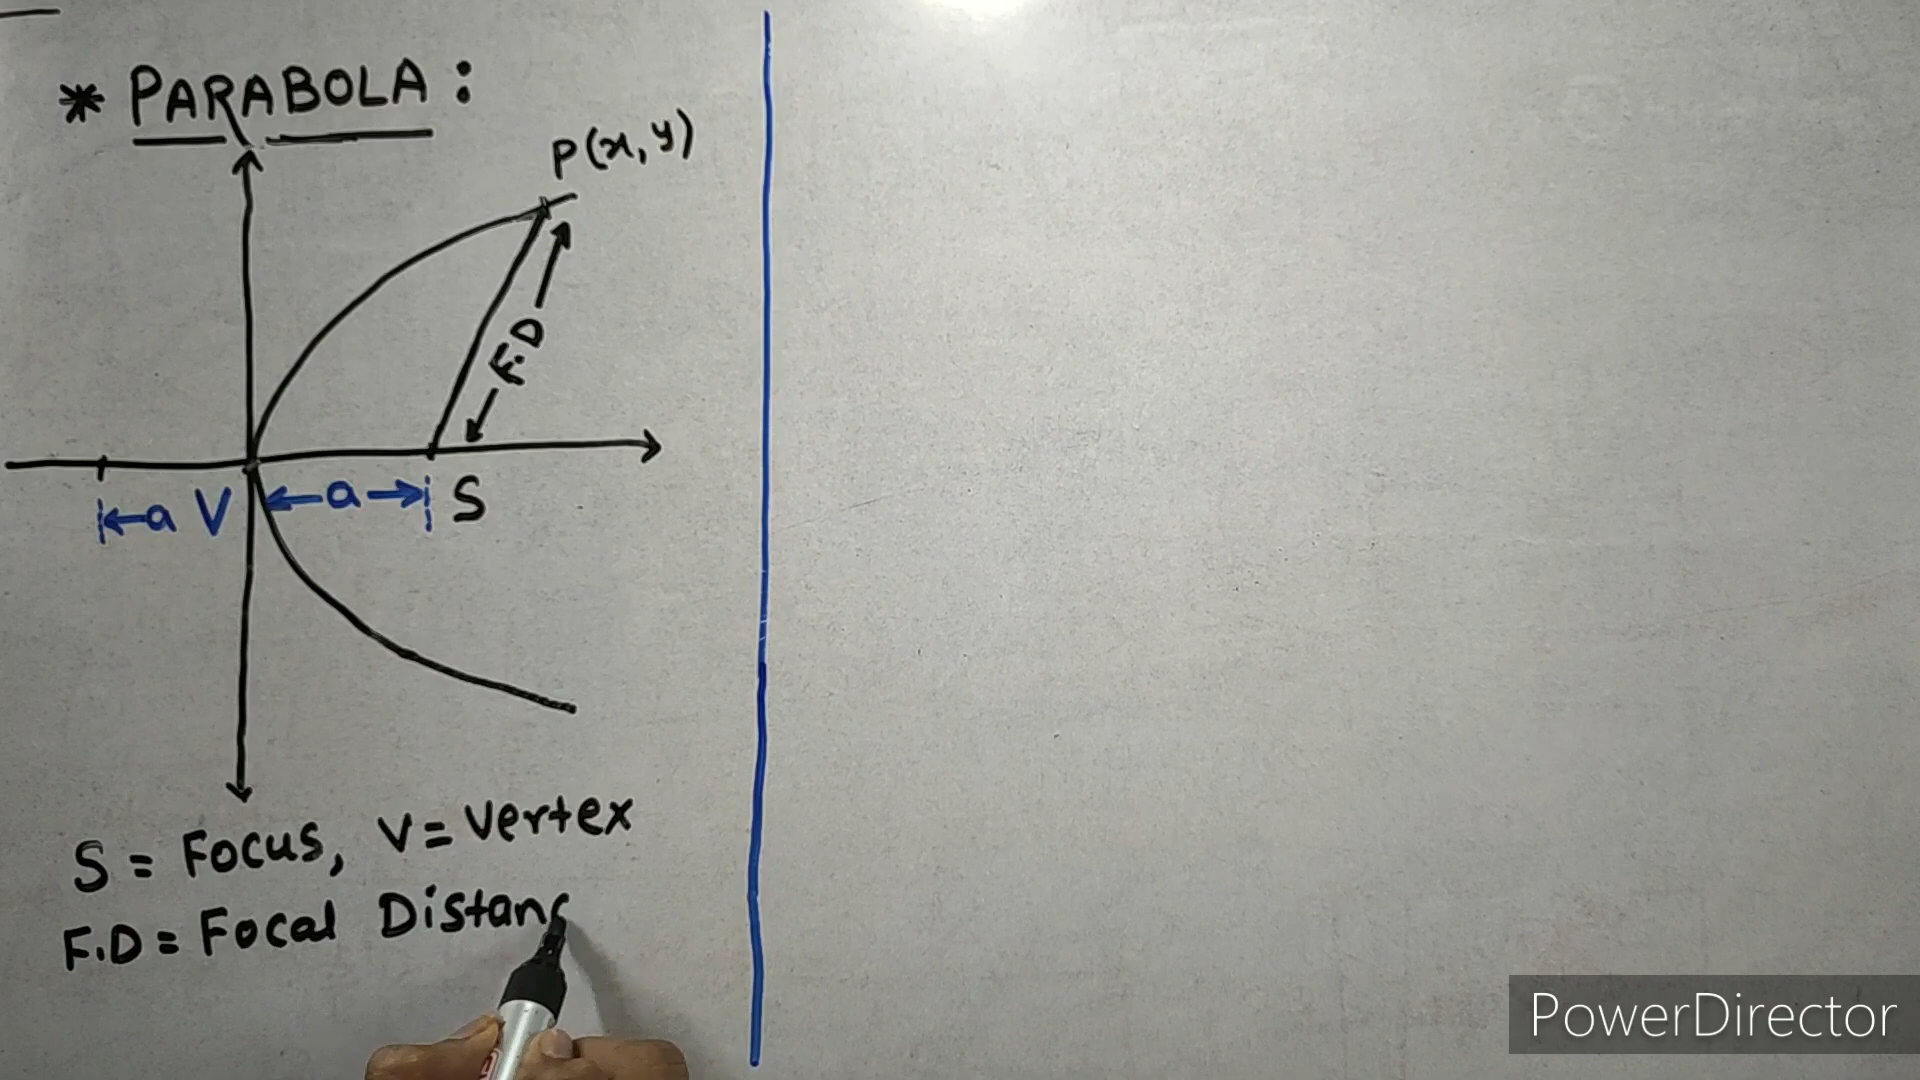 * PARABOLA :
P(x, y)
F.D
a V a S
S = Focus, V = Vertex
F.D = Focal Distanc
PowerDirector